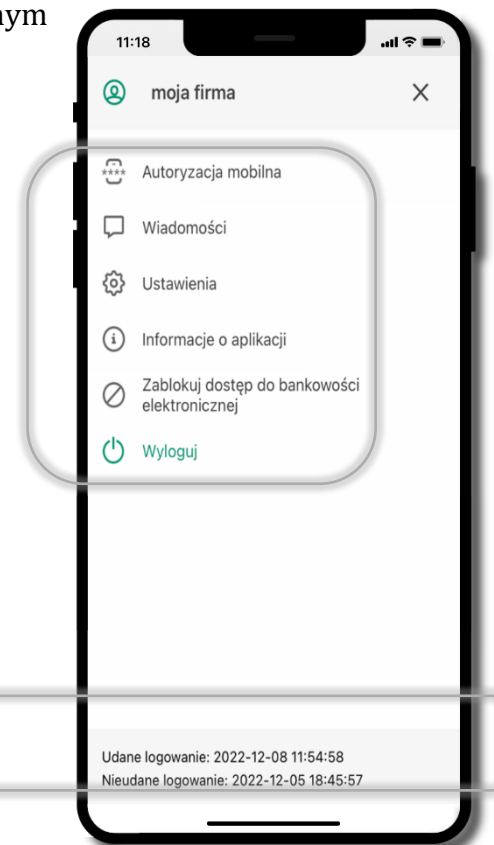 nym
11:18
moja firma
Autoryzacja mobilna
Wiadomości
Ustawienia
Informacje o aplikacji
Zablokuj dostęp do bankowości
elektronicznej
Wyloguj
Udane logowanie: 2022-12-08 11:54:58
Nieudane logowanie: 2022-12-05 18:45:57